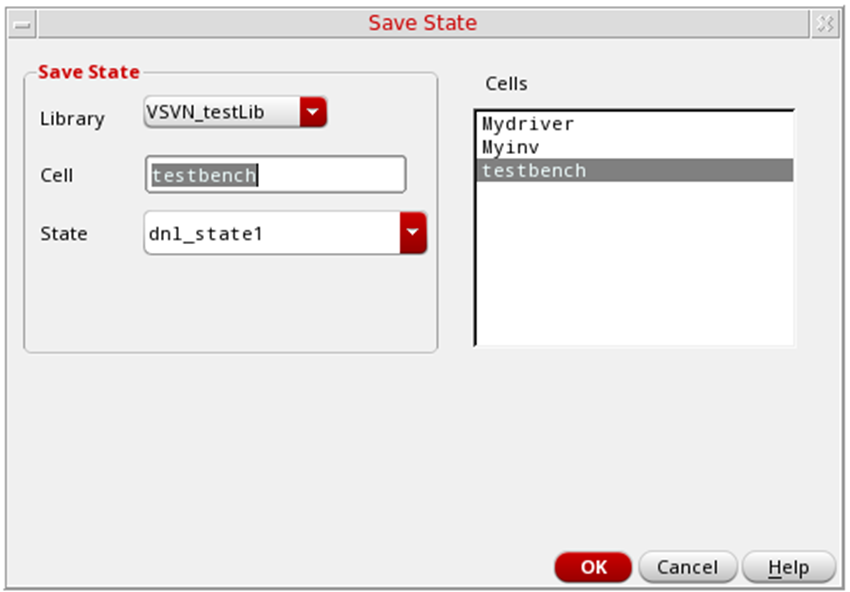 Save State
Save State
Library
VSVN_testLib
Cell
testbench
State
dnl_state1
Cells
Mydriver
Myinv
testbench
OK
Cancel
Help